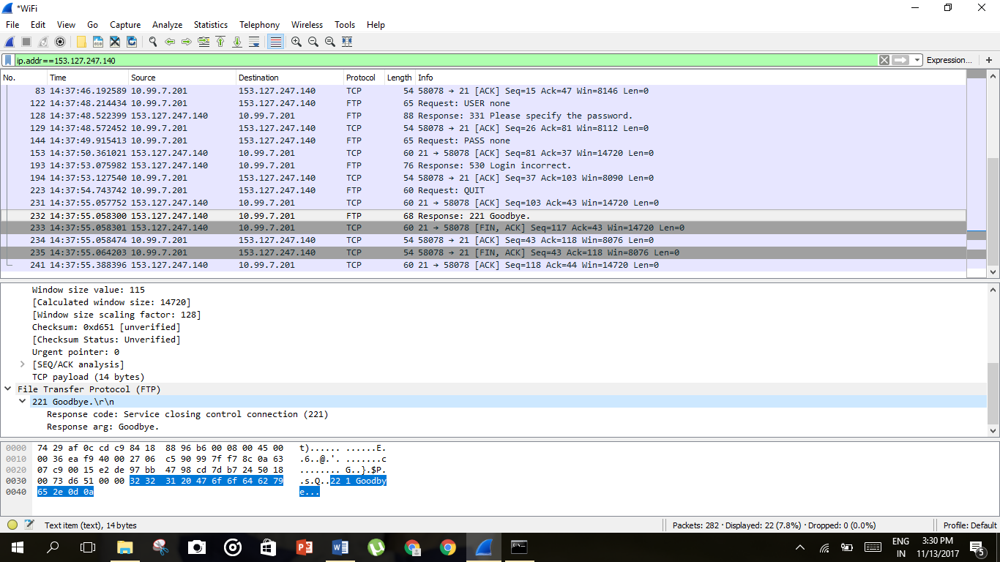 *WiFi
File Edit View Go Capture Analyze Statistics Telephony Wireless Tools Help
ip.addr==153.127.247.140
Expression... +
No. Time Source Destination Protocol Length Info
83 14:37:46.192589 10.99.7.201 153.127.247.140 TCP 54 58078 → 21 [ACK] Seq=15 Ack=47 Win=8146 Len=0
122 14:37:48.214434 10.99.7.201 153.127.247.140 FTP 65 Request: USER none
128 14:37:48.522399 153.127.247.140 10.99.7.201 FTP 88 Response: 331 Please specify the password.
129 14:37:48.572452 10.99.7.201 153.127.247.140 TCP 54 58078 → 21 [ACK] Seq=26 Ack=81 Win=8112 Len=0
144 14:37:49.915413 10.99.7.201 153.127.247.140 FTP 65 Request: PASS none
153 14:37:50.361021 153.127.247.140 10.99.7.201 TCP 60 21 → 58078 [ACK] Seq=81 Ack=37 Win=14720 Len=0
193 14:37:53.075982 153.127.247.140 10.99.7.201 FTP 76 Response: 530 Login incorrect.
194 14:37:53.127540 10.99.7.201 153.127.247.140 TCP 54 58078 → 21 [ACK] Seq=37 Ack=103 Win=8090 Len=0
223 14:37:54.743742 10.99.7.201 153.127.247.140 FTP 60 Request: QUIT
231 14:37:55.057752 153.127.247.140 10.99.7.201 TCP 60 21 → 58078 [ACK] Seq=103 Ack=43 Win=14720 Len=0
232 14:37:55.058300 153.127.247.140 10.99.7.201 FTP 68 Response: 221 Goodbye.
233 14:37:55.058301 153.127.247.140 10.99.7.201 TCP 60 21 → 58078 [FIN, ACK] Seq=117 Ack=43 Win=14720 Len=0
234 14:37:55.058474 10.99.7.201 153.127.247.140 TCP 54 58078 → 21 [ACK] Seq=43 Ack=118 Win=8076 Len=0
235 14:37:55.064203 10.99.7.201 153.127.247.140 TCP 54 58078 → 21 [FIN, ACK] Seq=43 Ack=118 Win=8076 Len=0
241 14:37:55.388396 153.127.247.140 10.99.7.201 TCP 60 21 → 58078 [ACK] Seq=118 Ack=44 Win=14720 Len=0
Window size value: 115
[Calculated window size: 14720]
[Window size scaling factor: 128]
Checksum: 0xd651 [unverified]
[Checksum Status: Unverified]
Urgent pointer: 0
[SEQ/ACK analysis]
TCP payload (14 bytes)
File Transfer Protocol (FTP)
221 Goodbye.\r\n
Response code: Service closing control connection (221)
Response arg: Goodbye.
0000 74 29 af 0c cd c9 84 18 88 96 b6 00 08 00 45 00 t)...... ......E.
0010 00 36 ea f9 40 00 27 06 c5 90 99 7f f7 8c 0a 63 .6..@.'. .......c
0020 07 c9 00 15 e2 de 97 bb 47 98 cd 7d b7 24 50 18 ........ G..}.$P.
0030 00 73 d6 51 00 00 32 32 31 20 47 6f 6f 64 62 79 .s.Q..22 1 Goodby
0040 65 2e 0d 0a e...
Text item (text), 14 bytes
Packets: 282 · Displayed: 22 (7.8%) · Dropped: 0 (0.0%)
Profile: Default
ENG
IN
3:30 PM
11/13/2017
5